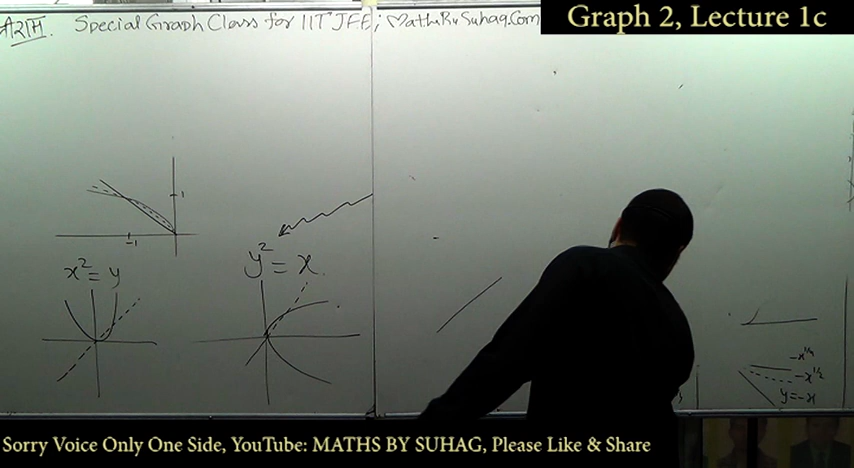 Special Graph Class for IIT JEE; MathsBySuhag.Com
Graph 2, Lecture 1c
1
-1
x² = y
y² = x
-x^1/4
-x^1/2
y=-x
Sorry Voice Only One Side, YouTube: MATHS BY SUHAG, Please Like & Share